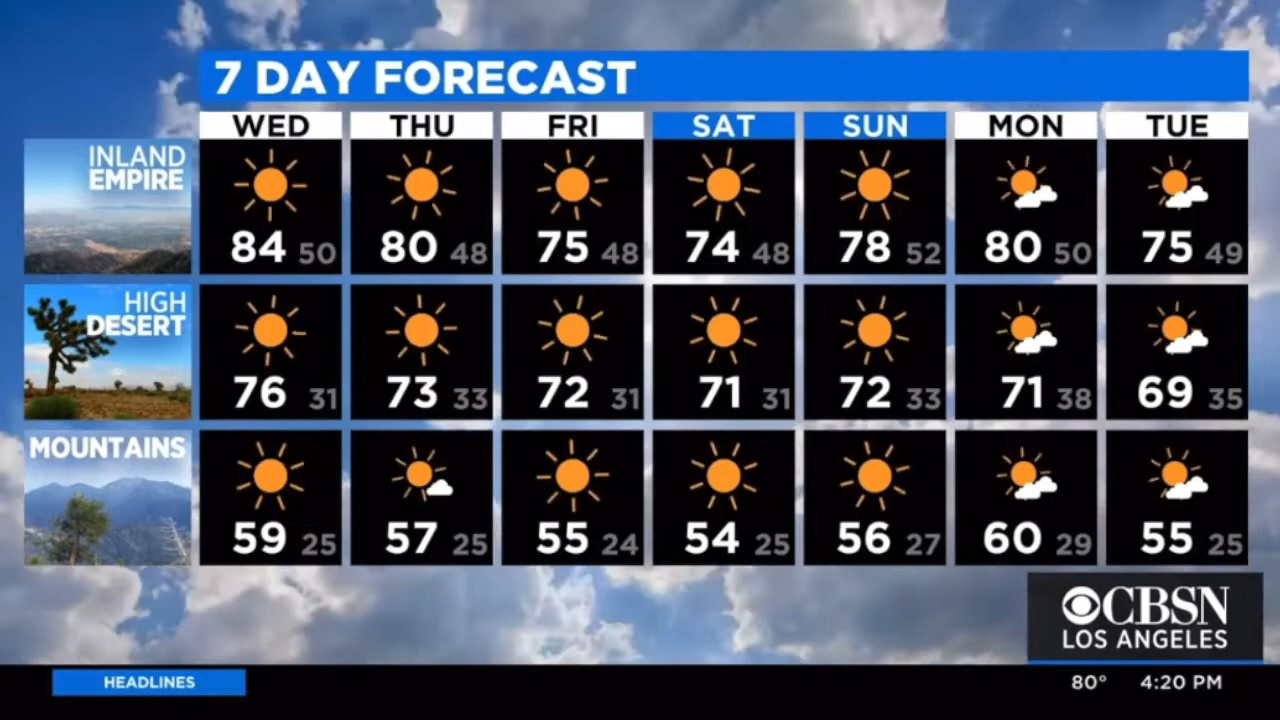 7 DAY FORECAST
WED THU FRI SAT SUN MON TUE
INLAND
EMPIRE
84 50 80 48 75 48 74 48 78 52 80 50 75 49
HIGH
DESERT
76 31 73 33 72 31 71 31 72 33 71 38 69 35
MOUNTAINS
59 25 57 25 55 24 54 25 56 27 60 29 55 25
CBSN
LOS ANGELES
HEADLINES 80° 4:20 PM